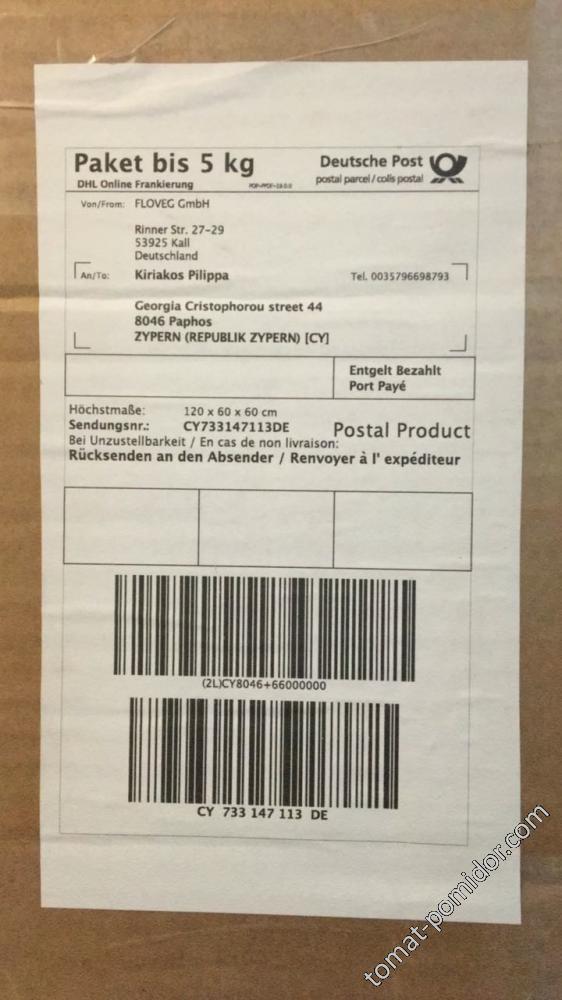 Paket bis 5 kg
DHL Online Frankierung
Deutsche Post
postal parcel / colis postal
Von/From: FLOVEG GmbH
Rinner Str. 27-29
53925 Kall
Deutschland
An/To: Kiriakos Pilippa Tel. 0035796698793
Georgia Cristophorou street 44
8046 Paphos
ZYPERN (REPUBLIK ZYPERN) [CY]
Entgelt Bezahlt
Port Payé
Höchstmaße: 120 x 60 x 60 cm
Sendungsnr.: CY733147113DE
Postal Product
Bei Unzustellbarkeit / En cas de non livraison:
Rücksenden an den Absender / Renvoyer à l' expéditeur
(2L)CY8046+66000000
CY 733 147 113 DE
tomat-pomidor.com